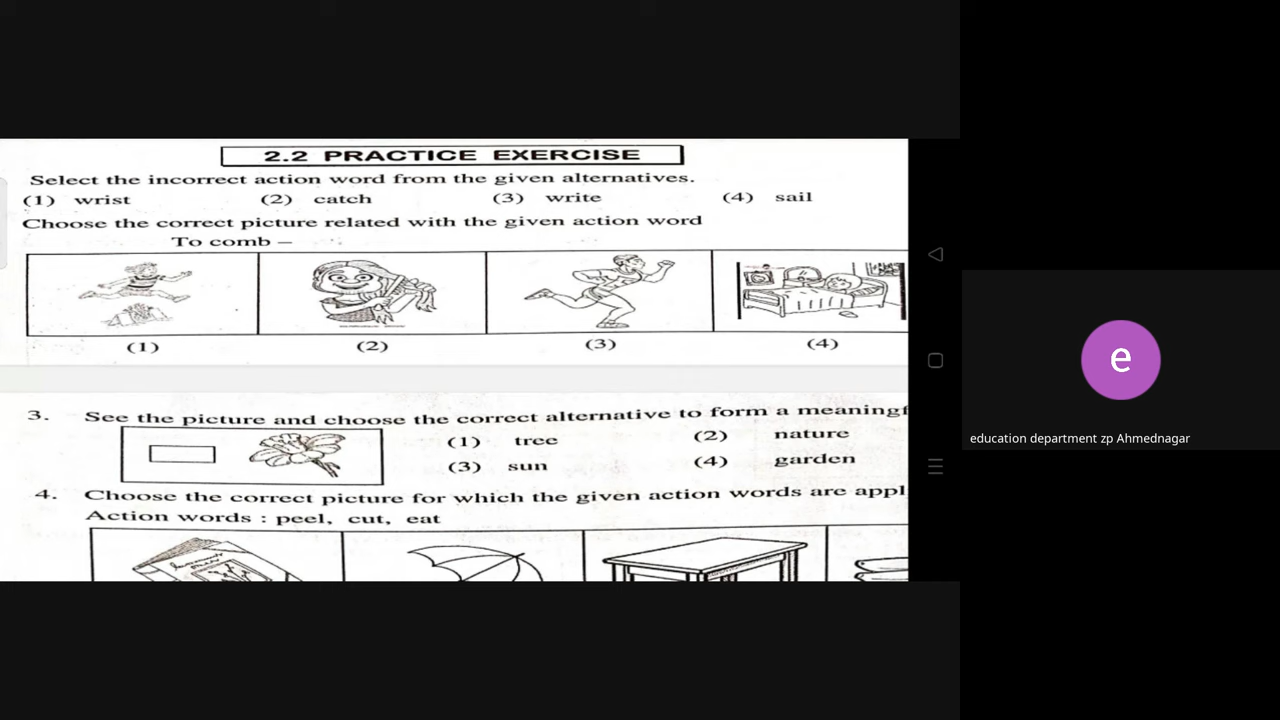 2.2 PRACTICE EXERCISE
Select the incorrect action word from the given alternatives.
(1) wrist (2) catch (3) write (4) sail
Choose the correct picture related with the given action word
To comb –
(1) (2) (3) (4)
3. See the picture and choose the correct alternative to form a
(1) tree (2) nature
(3) sun (4) garden
4. Choose the correct picture for which the given action words are
Action words : peel, cut, eat
e
education department zp Ahmednagar